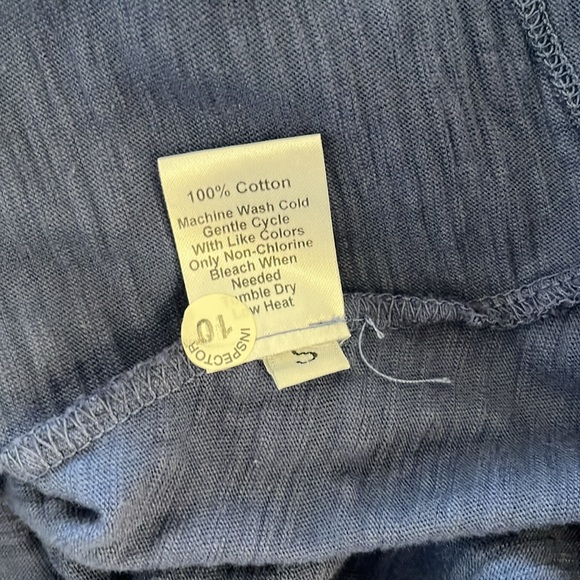 100% Cotton
Machine Wash Cold
Gentle Cycle
With Like Colors
Only Non-Chlorine
Bleach When
Needed
umble Dry
w Heat
INSPECTOR
10
S